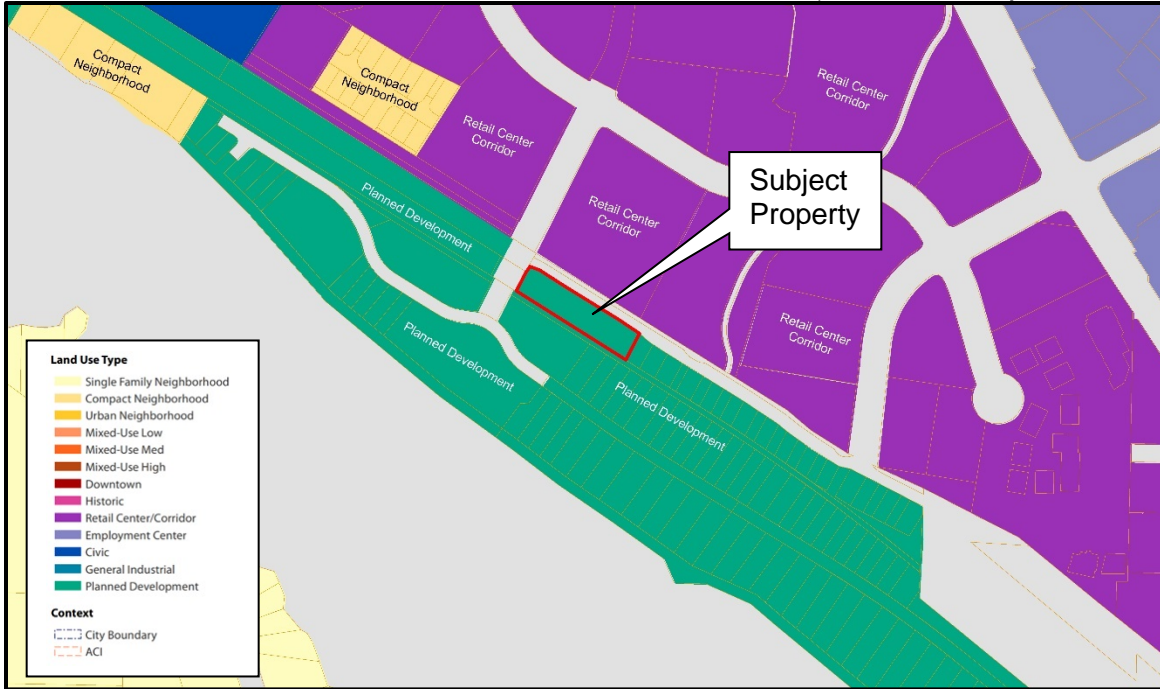 Compact
Neighborhood
Compact
Neighborhood
Retail Center
Corridor
Retail Center
Corridor
Subject
Property
Planned Development
Retail Center
Corridor
Retail Center
Corridor
Planned Development
Planned Development
Land Use Type
Single Family Neighborhood
Compact Neighborhood
Urban Neighborhood
Mixed-Use Low
Mixed-Use Med
Mixed-Use High
Downtown
Historic
Retail Center/Corridor
Employment Center
Civic
General Industrial
Planned Development
Context
City Boundary
ACI